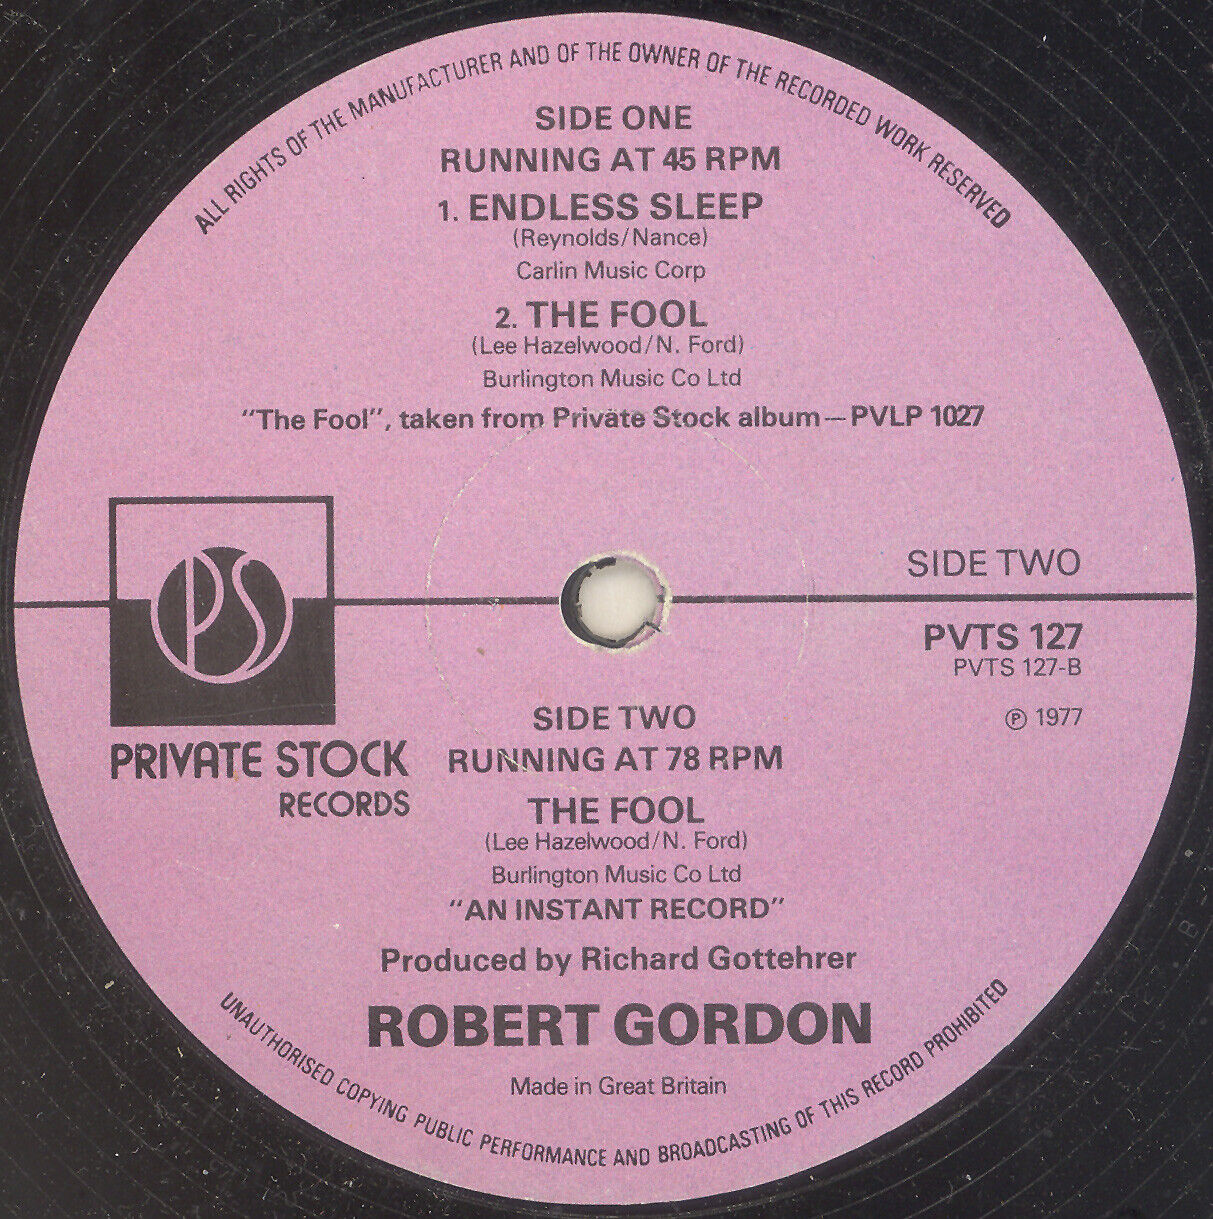 ALL RIGHTS OF THE MANUFACTURER AND OF THE OWNER OF THE RECORDED WORK RESERVED
SIDE ONE
RUNNING AT 45 RPM
1. ENDLESS SLEEP
(Reynolds/Nance)
Carlin Music Corp
2. THE FOOL
(Lee Hazelwood/N. Ford)
Burlington Music Co Ltd
"The Fool", taken from Private Stock album—PVLP 1027
PS
PRIVATE STOCK
RECORDS
SIDE TWO
PVTS 127
PVTS 127-B
℗ 1977
SIDE TWO
RUNNING AT 78 RPM
THE FOOL
(Lee Hazelwood/N. Ford)
Burlington Music Co Ltd
"AN INSTANT RECORD"
Produced by Richard Gottehrer
ROBERT GORDON
Made in Great Britain
UNAUTHORISED COPYING PUBLIC PERFORMANCE AND BROADCASTING OF THIS RECORD PROHIBITED